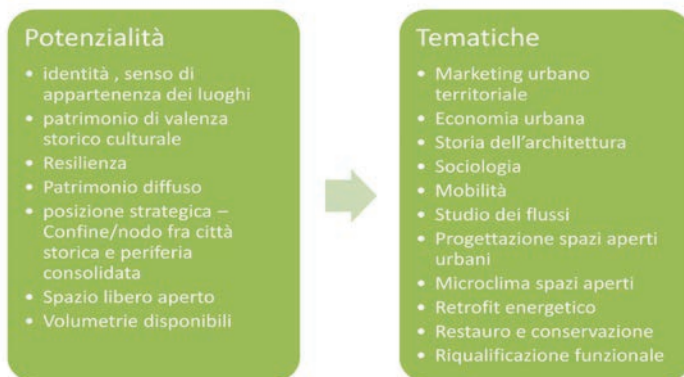 Potenzialità
• identità , senso di
appartenenza dei luoghi
• patrimonio di valenza
storico culturale
• Resilienza
• Patrimonio diffuso
• posizione strategica –
Confine/nodo fra città
storica e periferia
consolidata
• Spazio libero aperto
• Volumetrie disponibili
Tematiche
• Marketing urbano
territoriale
• Economia urbana
• Storia dell'architettura
• Sociologia
• Mobilità
• Studio dei flussi
• Progettazione spazi aperti
urbani
• Microclima spazi aperti
• Retrofit energetico
• Restauro e conservazione
• Riqualificazione funzionale